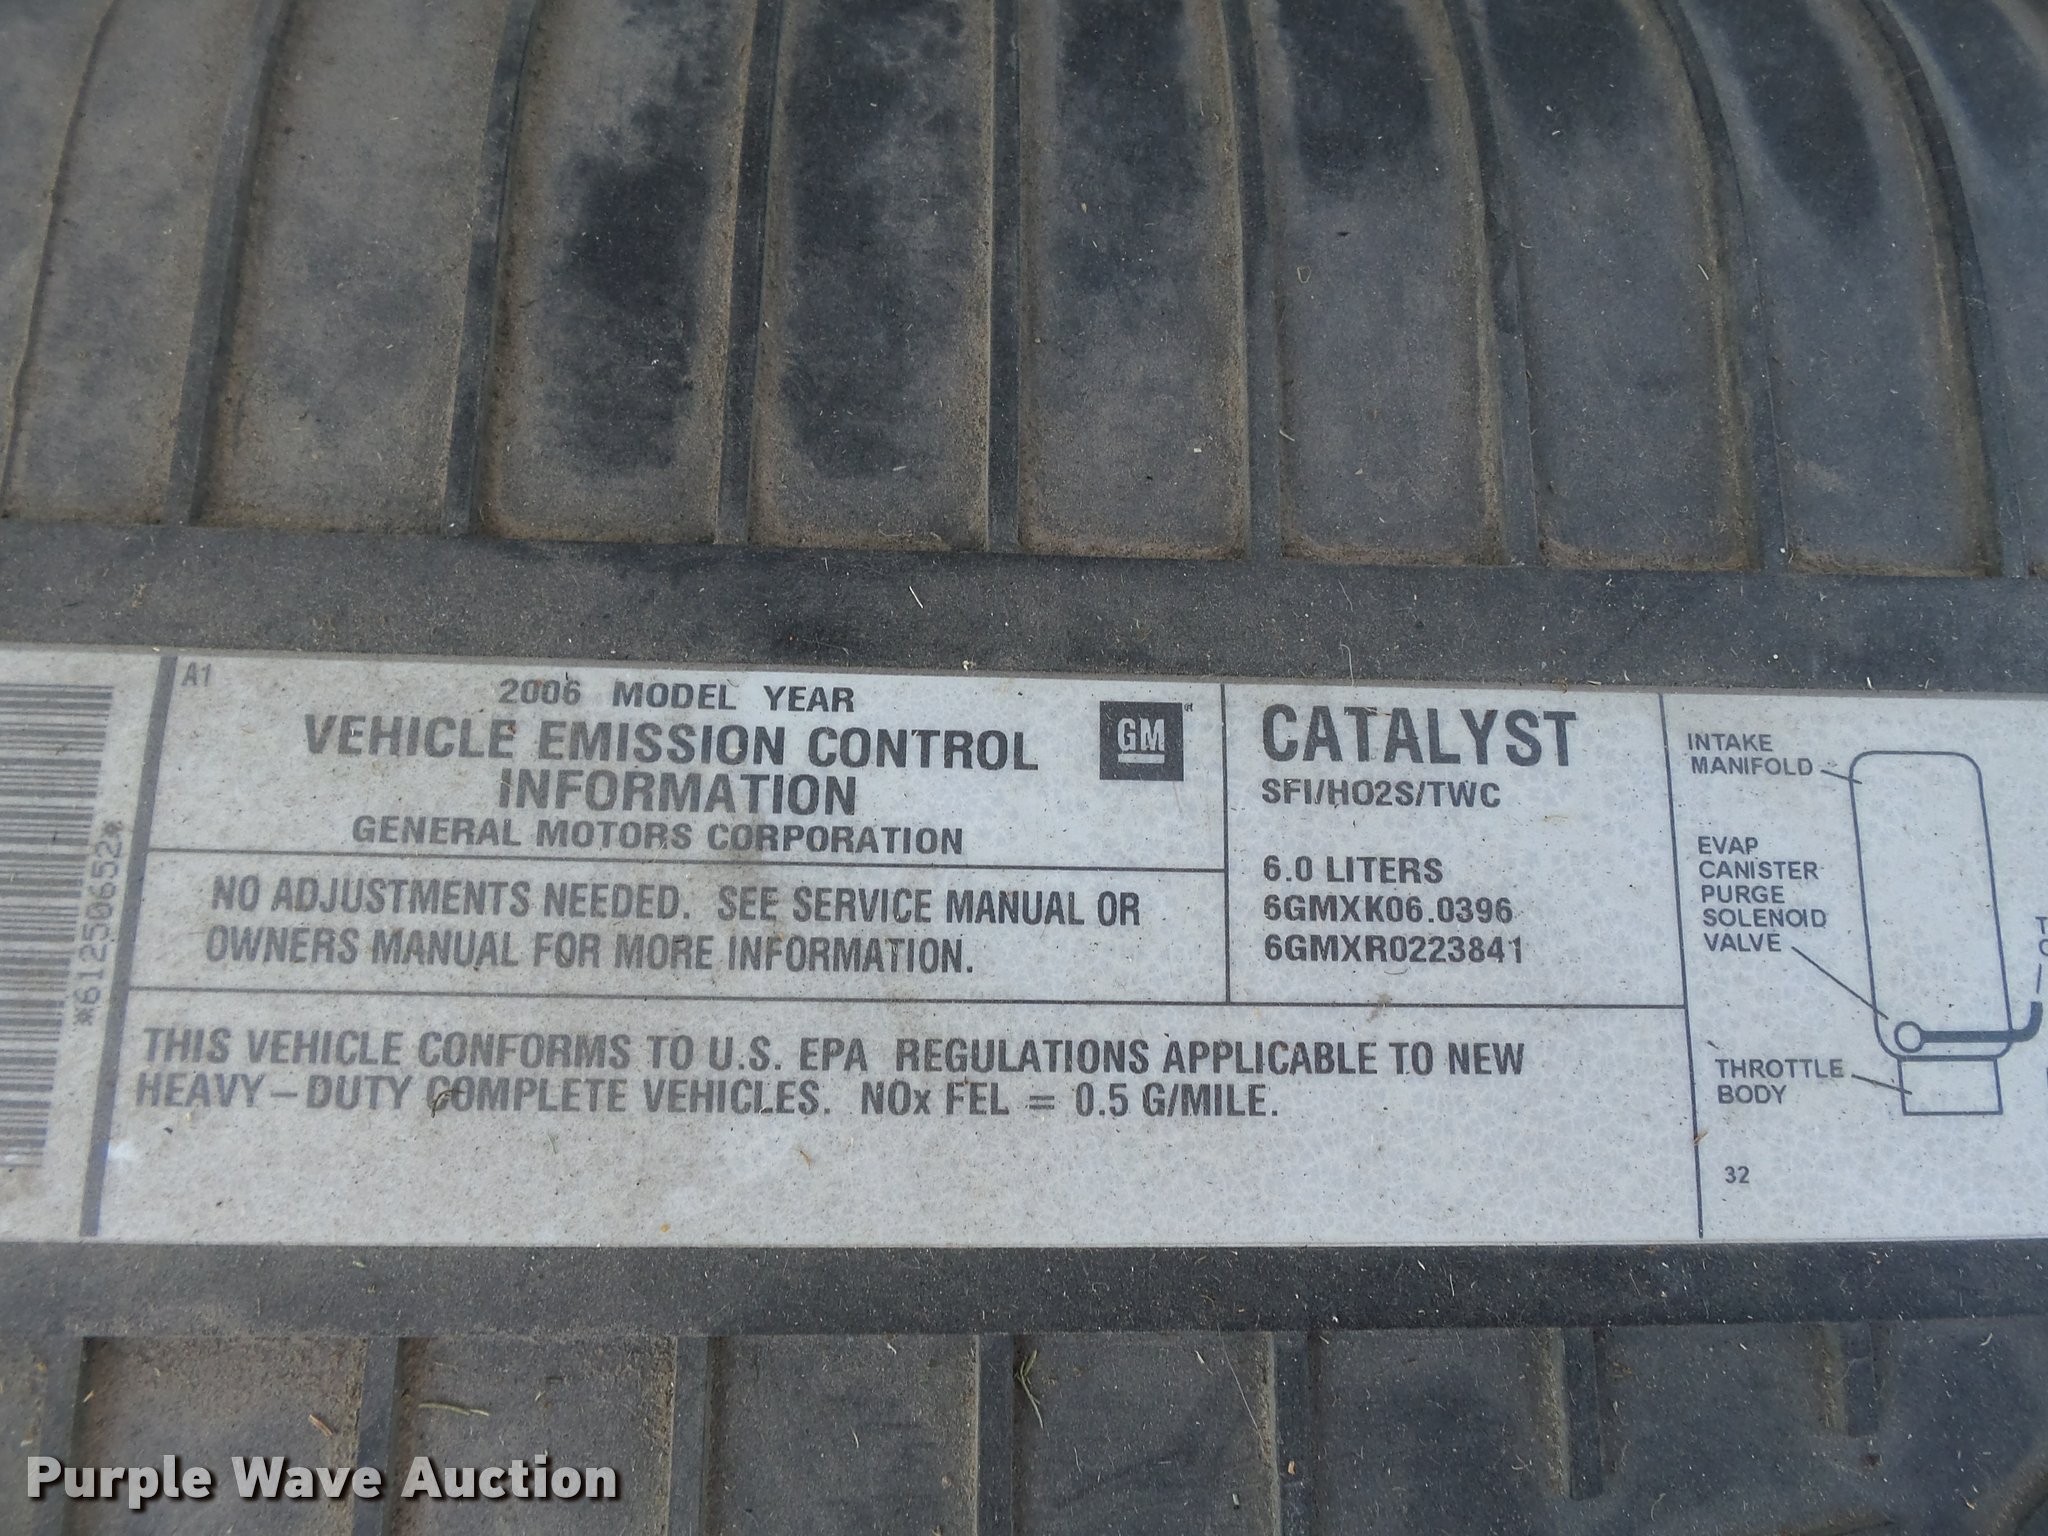 *612506552*
A1
2006 MODEL YEAR
VEHICLE EMISSION CONTROL
INFORMATION
GENERAL MOTORS CORPORATION
GM
NO ADJUSTMENTS NEEDED. SEE SERVICE MANUAL OR
OWNERS MANUAL FOR MORE INFORMATION.
CATALYST
SFI/HO2S/TWC
6.0 LITERS
6GMXK06.0396
6GMXR0223841
THIS VEHICLE CONFORMS TO U.S. EPA REGULATIONS APPLICABLE TO NEW
HEAVY-DUTY COMPLETE VEHICLES. NOx FEL = 0.5 G/MILE.
INTAKE
MANIFOLD
EVAP
CANISTER
PURGE
SOLENOID
VALVE
THROTTLE
BODY
32
Purple Wave Auction